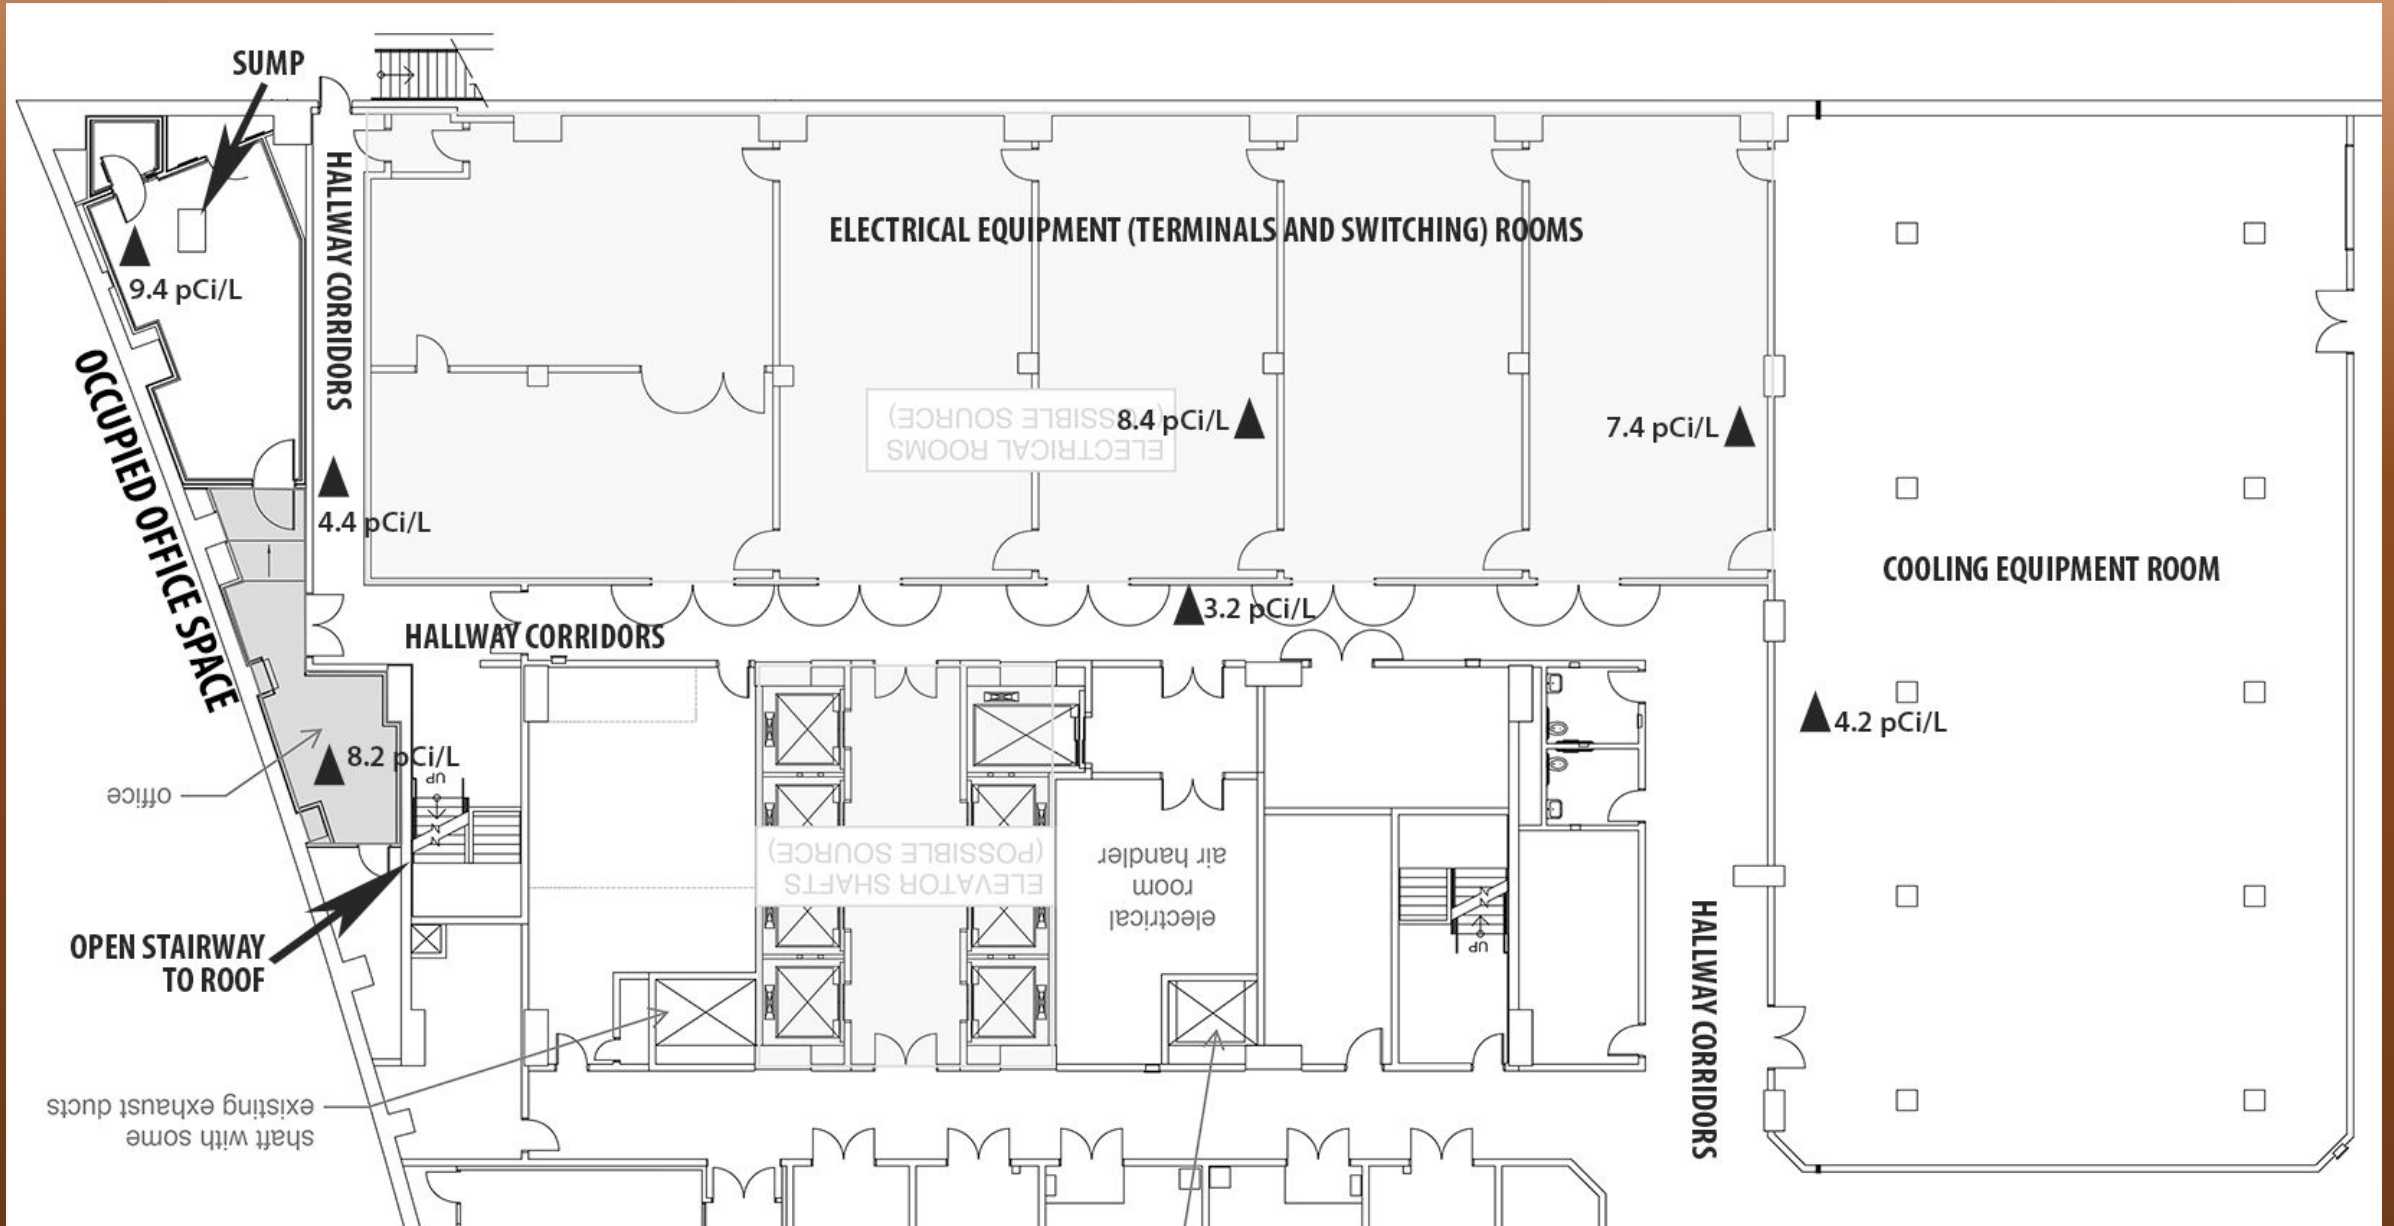 SUMP
HALLWAY CORRIDORS
ELECTRICAL EQUIPMENT (TERMINALS AND SWITCHING) ROOMS
9.4 pCi/L
OCCUPIED OFFICE SPACE
ELECTRICAL ROOMS
(POSSIBLE SOURCE)
8.4 pCi/L
7.4 pCi/L
4.4 pCi/L
COOLING EQUIPMENT ROOM
3.2 pCi/L
HALLWAY CORRIDORS
4.2 pCi/L
8.2 pCi/L
UP
office
ELEVATOR SHAFTS
(POSSIBLE SOURCE)
electrical
room
air handler
UP
OPEN STAIRWAY
TO ROOF
HALLWAY CORRIDORS
shaft with some
existing exhaust ducts